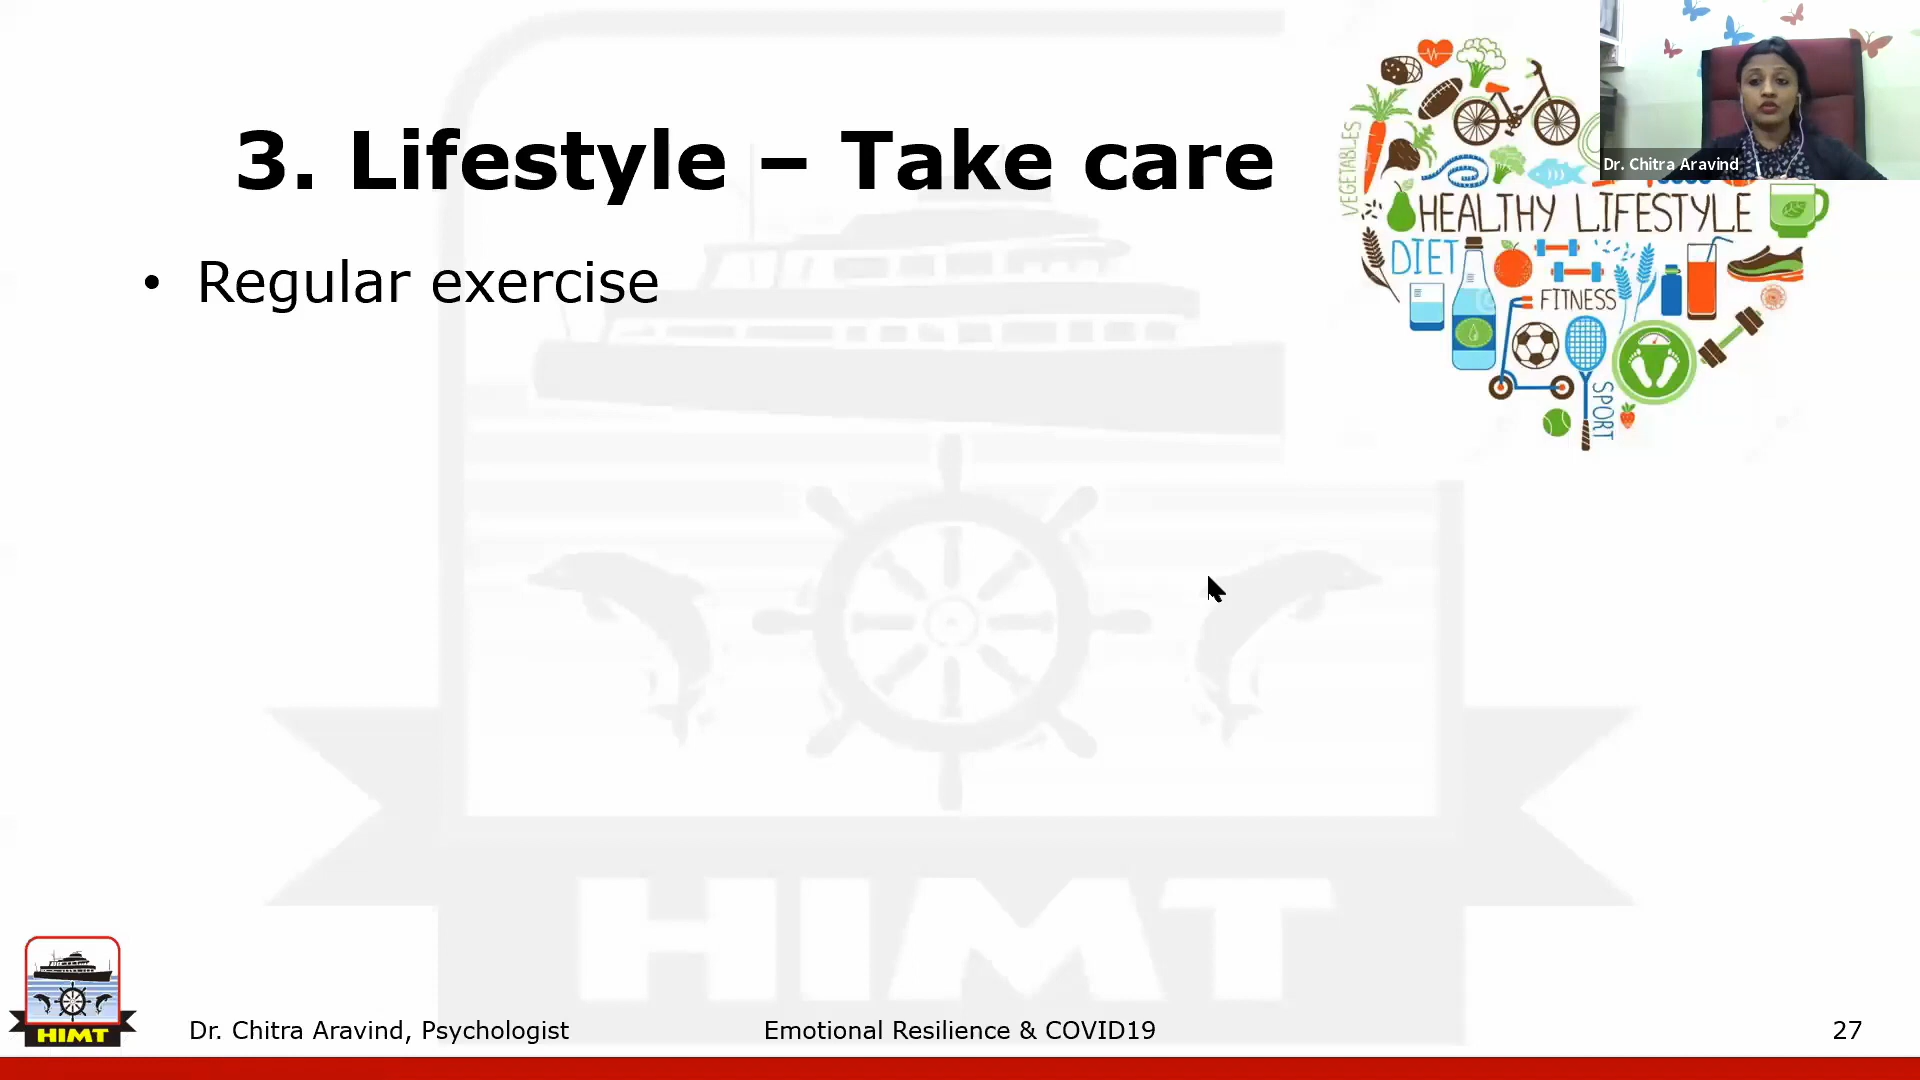 3. Lifestyle – Take care
• Regular exercise
VEGETABLES
HEALTHY LIFESTYLE
DIET
FITNESS
SPORT
Dr. Chitra Aravind
HIMT
HIMT
Dr. Chitra Aravind, Psychologist
Emotional Resilience & COVID19
27